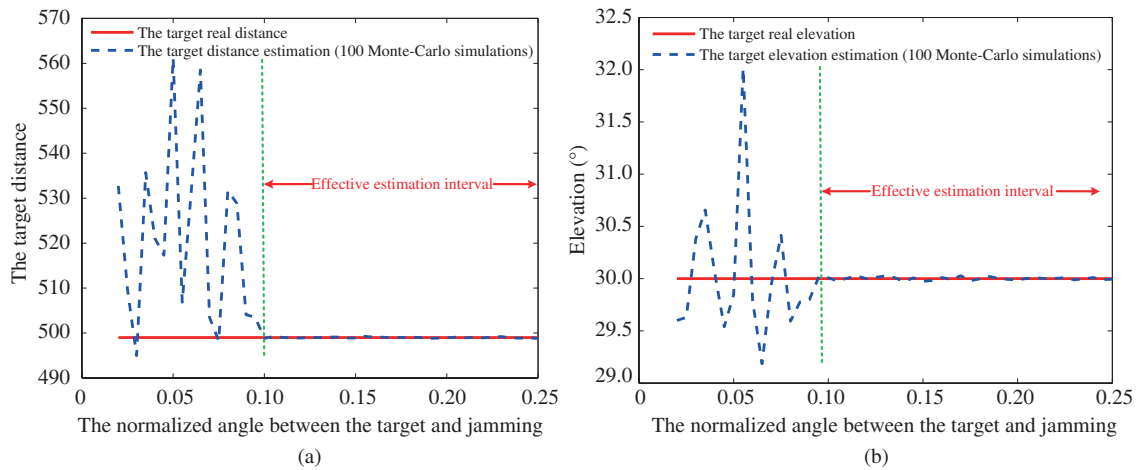 570
560
550
540
530
520
510
500
490
The target distance
The target real distance
The target distance estimation (100 Monte-Carlo simulations)
Effective estimation interval
0 0.05 0.10 0.15 0.20 0.25
The normalized angle between the target and jamming
(a)
32.5
32.0
31.5
31.0
30.5
30.0
29.5
29.0
Elevation (°)
The target real elevation
The target elevation estimation (100 Monte-Carlo simulations)
Effective estimation interval
0 0.05 0.10 0.15 0.20 0.25
The normalized angle between the target and jamming
(b)